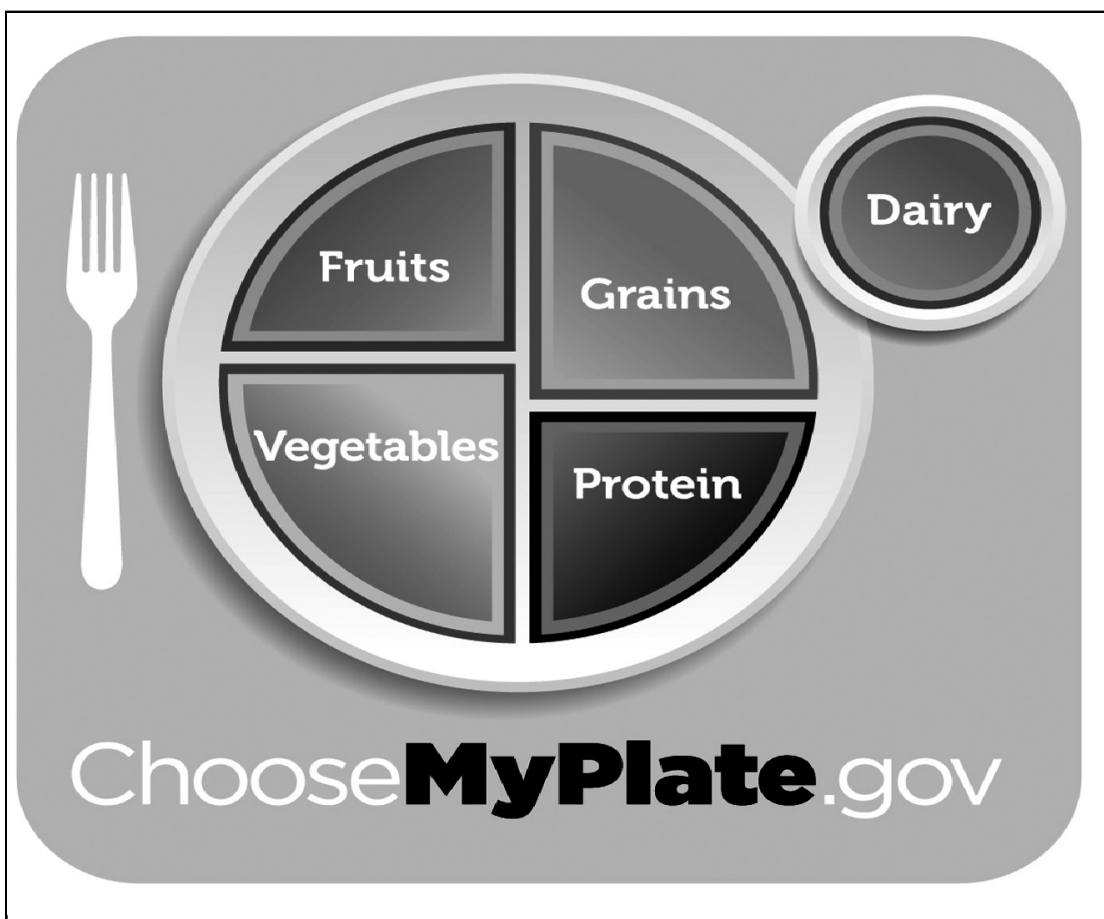 Fruits
Grains
Dairy
Vegetables
Protein
ChooseMyPlate.gov